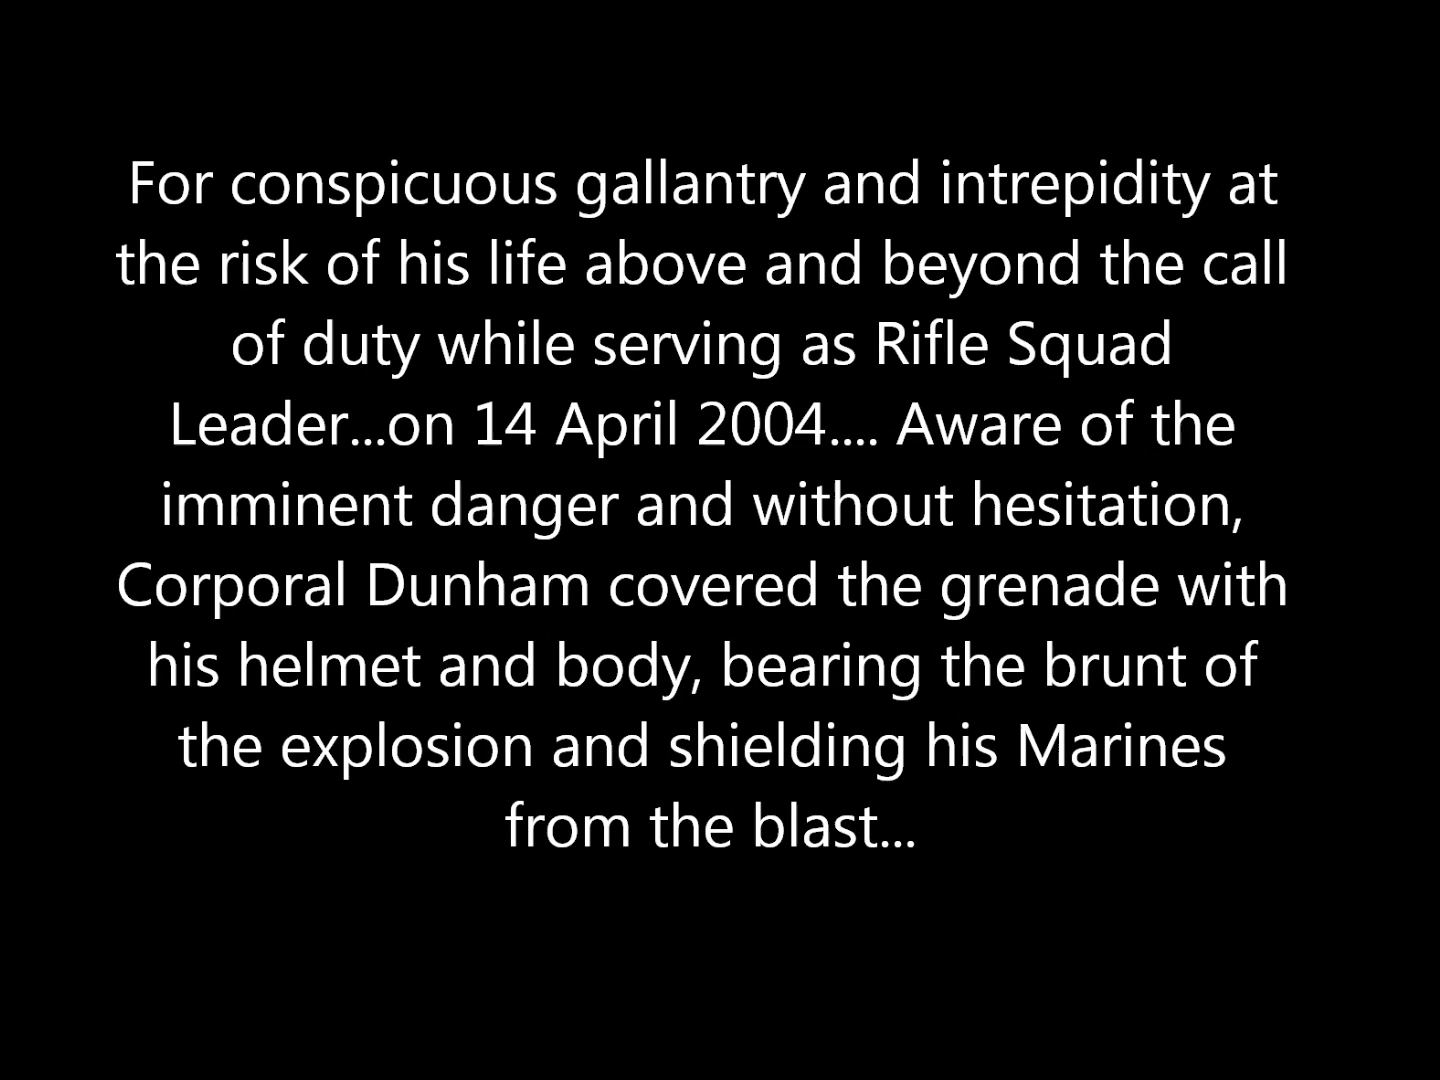 For conspicuous gallantry and intrepidity at
the risk of his life above and beyond the call
of duty while serving as Rifle Squad
Leader...on 14 April 2004.... Aware of the
imminent danger and without hesitation,
Corporal Dunham covered the grenade with
his helmet and body, bearing the brunt of
the explosion and shielding his Marines
from the blast...